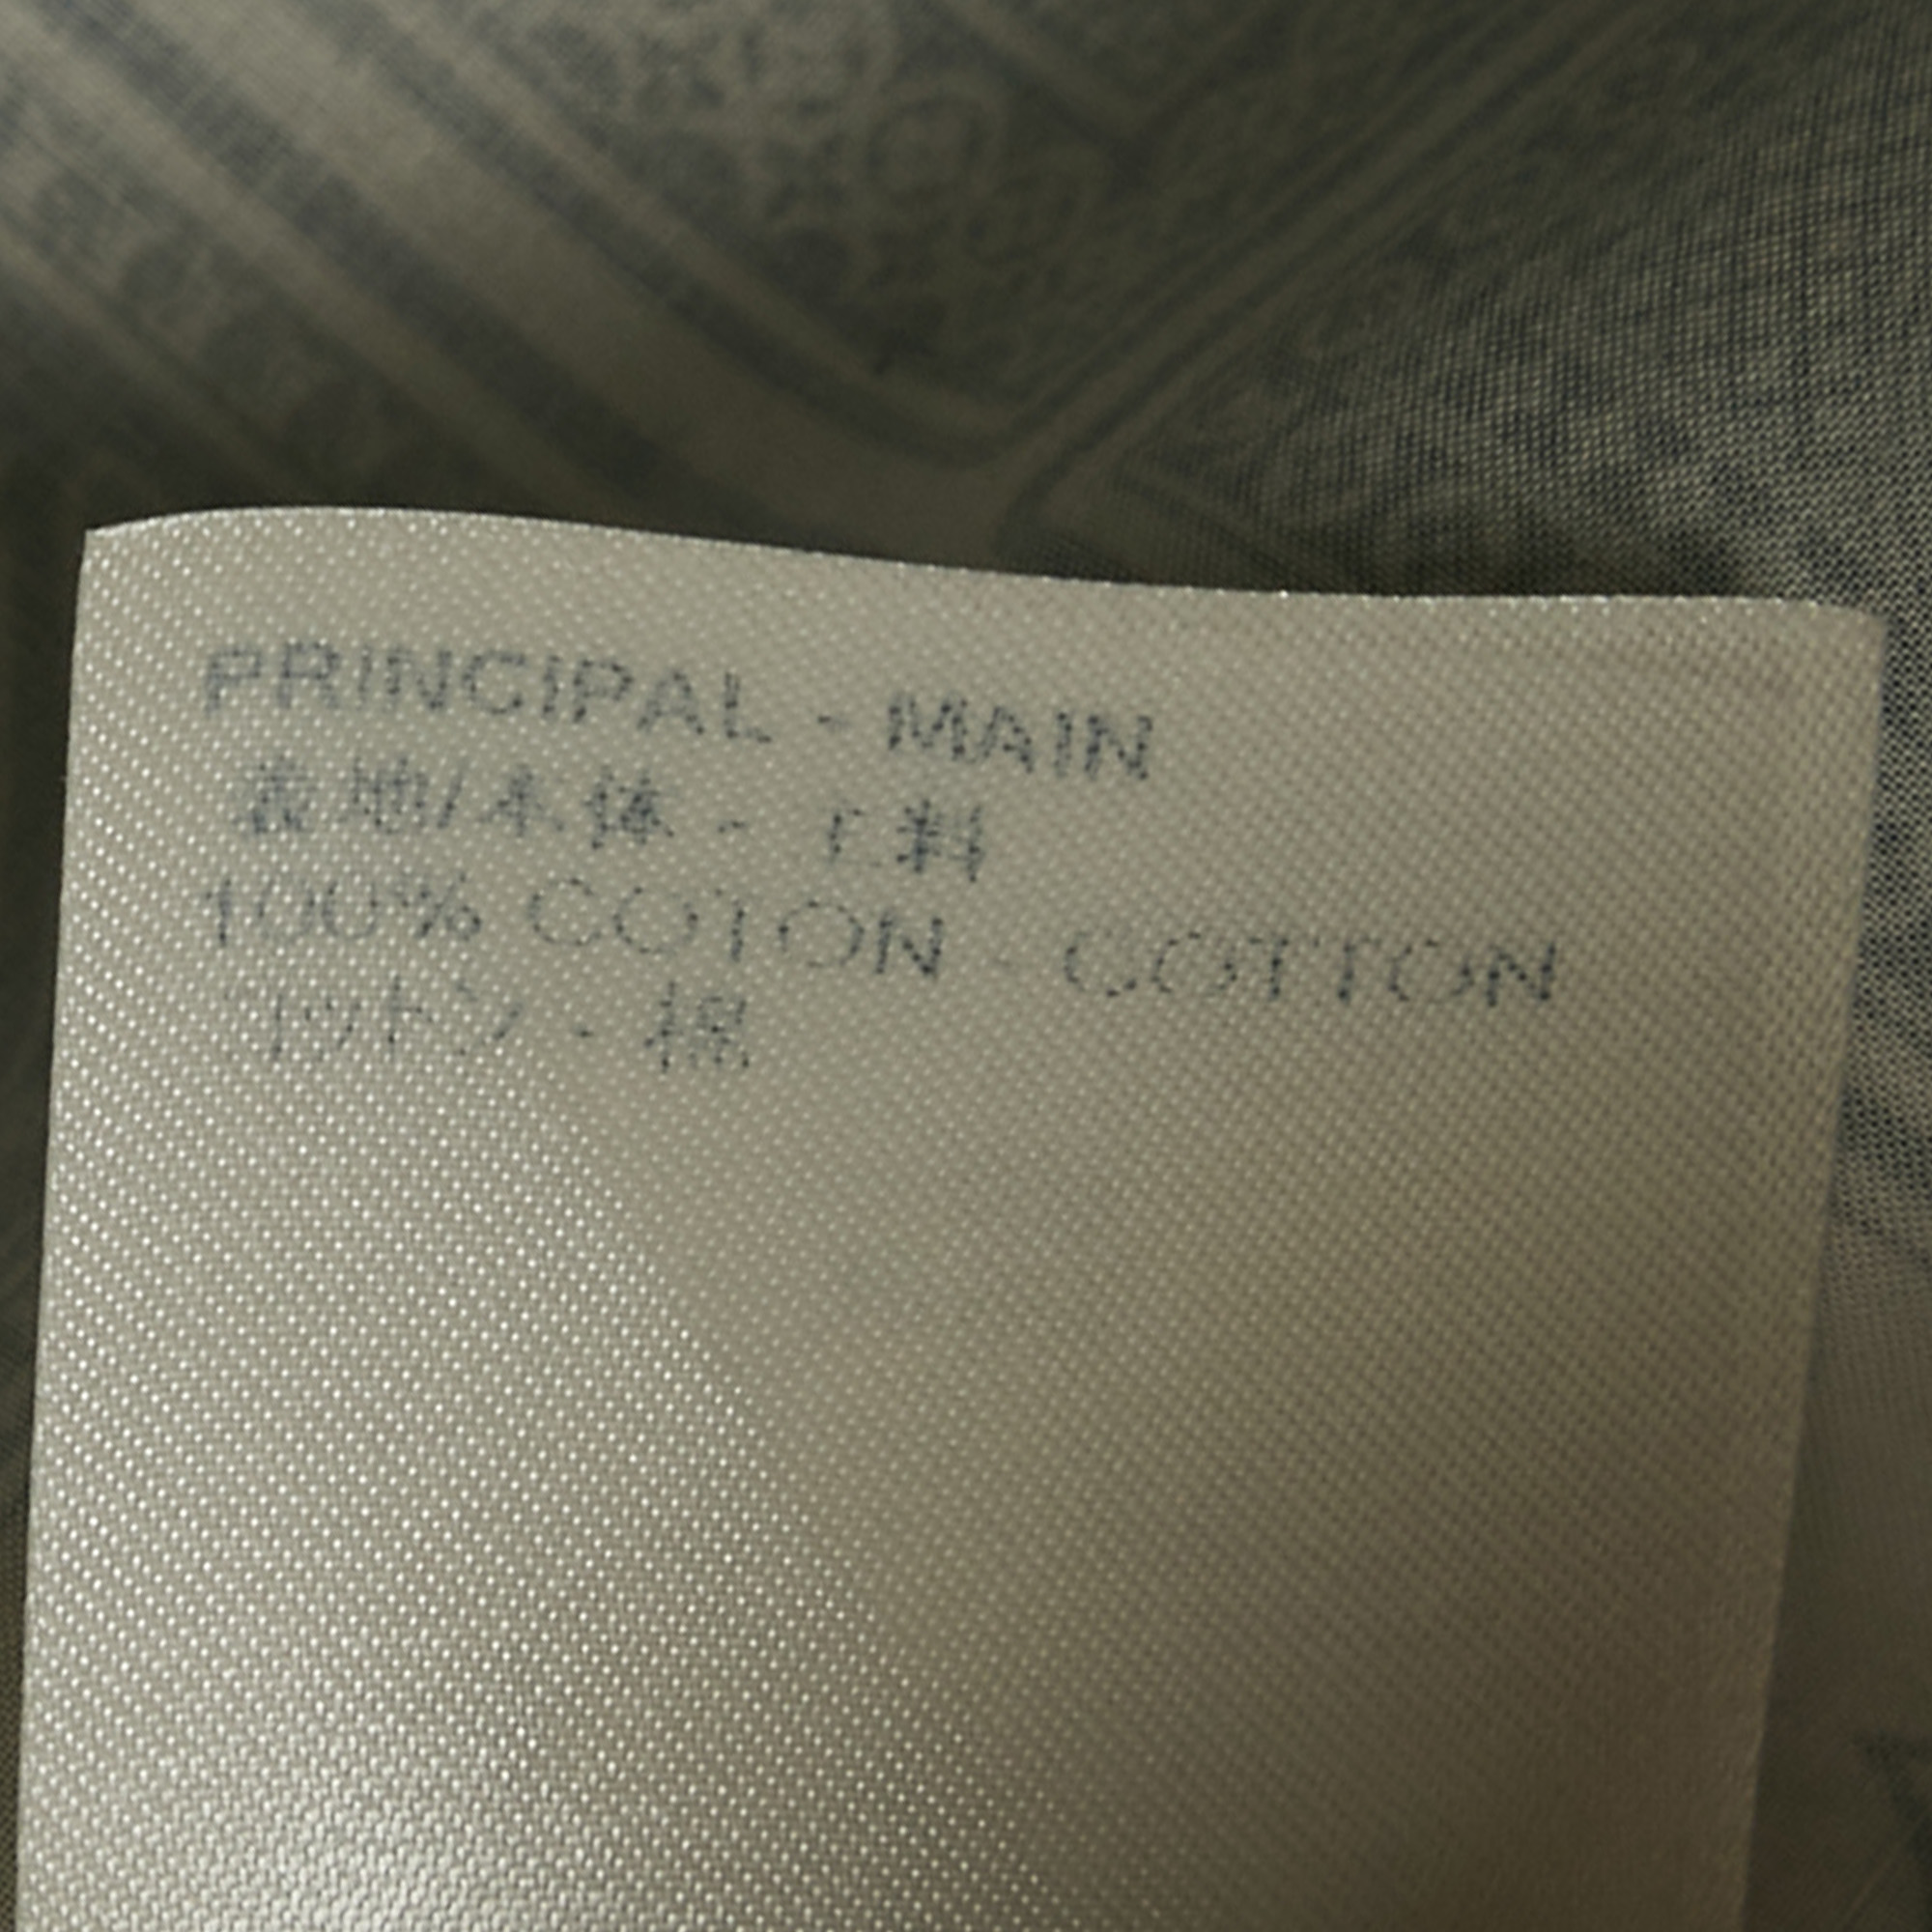 PRINCIPAL - MAIN
表地/本体 - 主料
100% COTON - COTTON
コットン - 棉